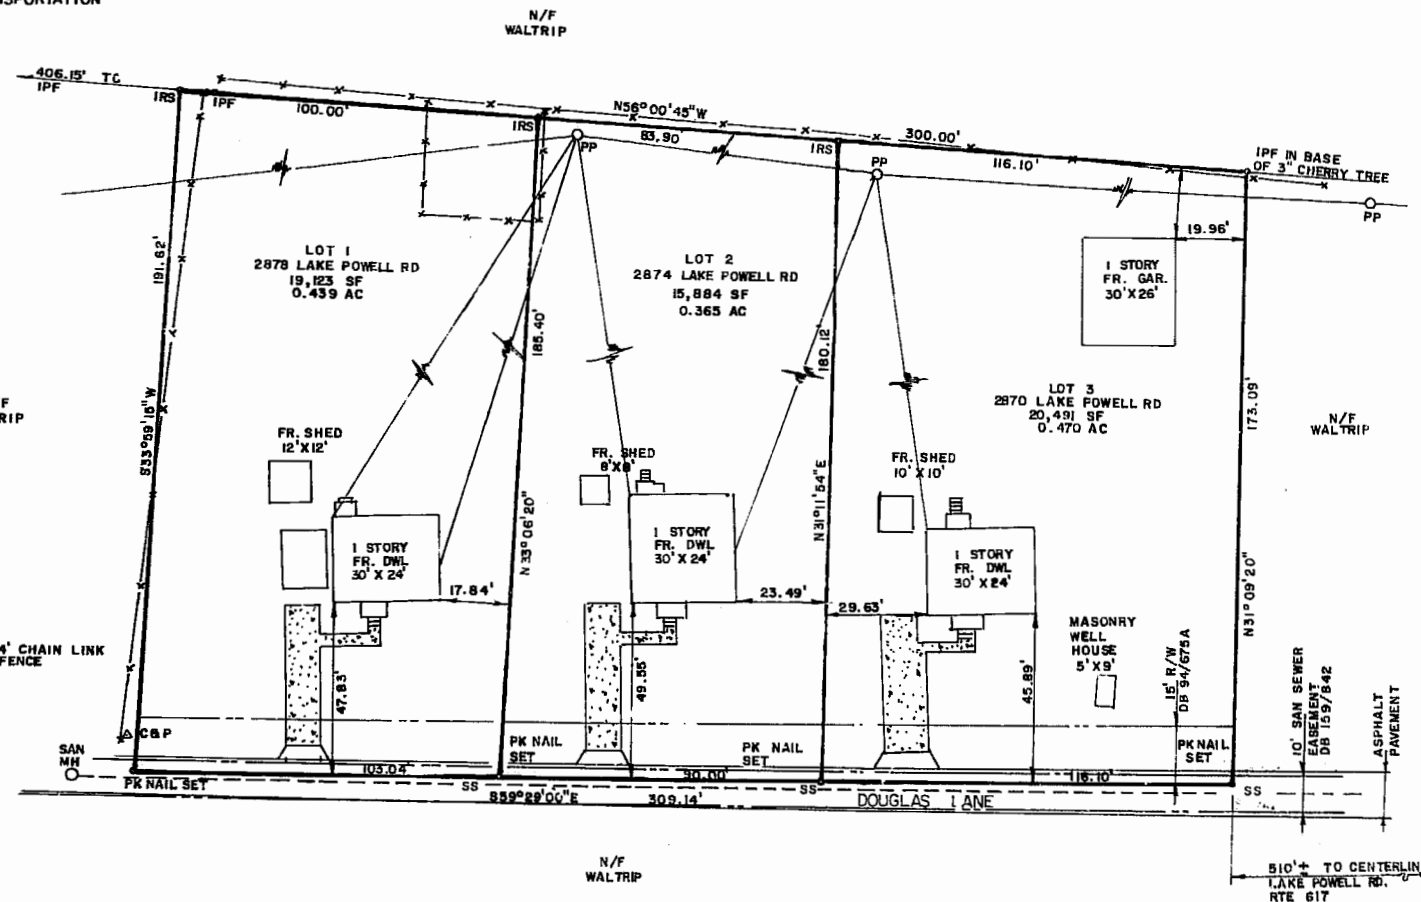 N/F
WALTRIP
406.15' TO
IPF
IRS
IPF
100.00'
N56°00'45"W
IRS
83.90'
PP
IRS
300.00'
PP
116.10'
IPF IN BASE
OF 3" CHERRY TREE
PP
19.96'
LOT 1
2878 LAKE POWELL RD
19,123 SF
0.439 AC
LOT 2
2874 LAKE POWELL RD
15,884 SF
0.365 AC
1 STORY
FR. GAR.
30'X26'
191.62'
185.40'
180.12'
173.09'
LOT 3
2870 LAKE POWELL RD
20,491 SF
0.470 AC
N/F
WALTRIP
S33°59'15"W
FR. SHED
12'X12'
FR. SHED
8'X8'
FR. SHED
10'X10'
N33°06'20"
N31°11'54"E
N31°09'20"
1 STORY
FR. DWL
30'X24'
1 STORY
FR. DWL
30'X24'
1 STORY
FR. DWL
30'X24'
17.84'
23.49'
29.63'
MASONRY
WELL
HOUSE
5'X9'
4' CHAIN LINK
FENCE
47.83'
49.55'
45.89'
15' R/W
DB 94/675A
10' SAN SEWER
EASEMENT
DB 159/842
ASPHALT
PAVEMENT
C&P
SAN
MH
PK NAIL SET
103.04'
PK NAIL
SET
90.00'
PK NAIL
SET
116.10'
PK NAIL
SET
SS
SS
SS
S59°29'00"E
309.14'
DOUGLAS LANE
N/F
WALTRIP
510'± TO CENTERLIN
LAKE POWELL RD.
RTE 617